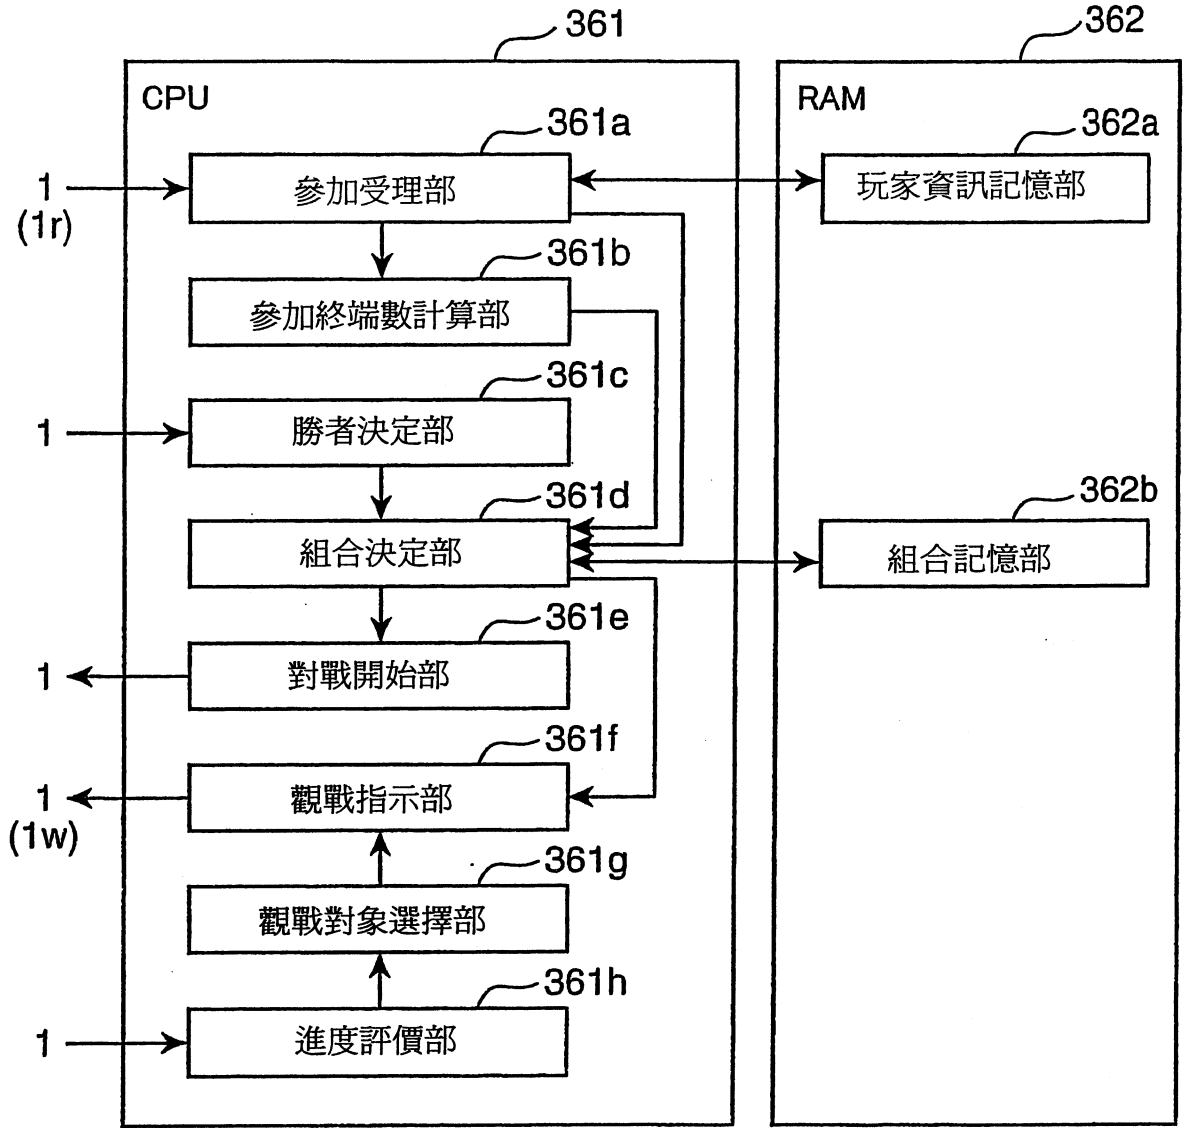 361
362
CPU
RAM
361a
362a
1
(1r)
參加受理部
玩家資訊記憶部
361b
參加終端數計算部
361c
1
勝者決定部
361d
362b
組合決定部
組合記憶部
361e
1
對戰開始部
361f
1
(1w)
觀戰指示部
361g
觀戰對象選擇部
361h
1
進度評價部